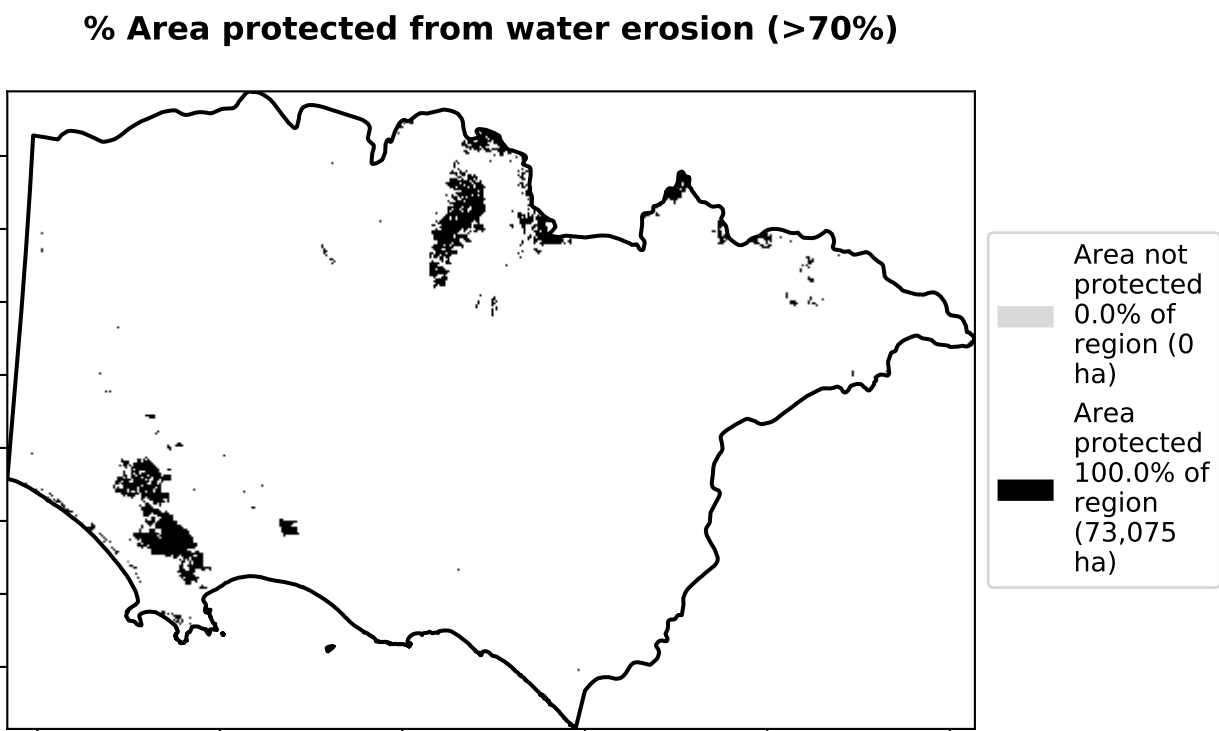 % Area protected from water erosion (>70%)
Area not
protected
0.0% of
region (0
ha)
Area
protected
100.0% of
region
(73,075
ha)